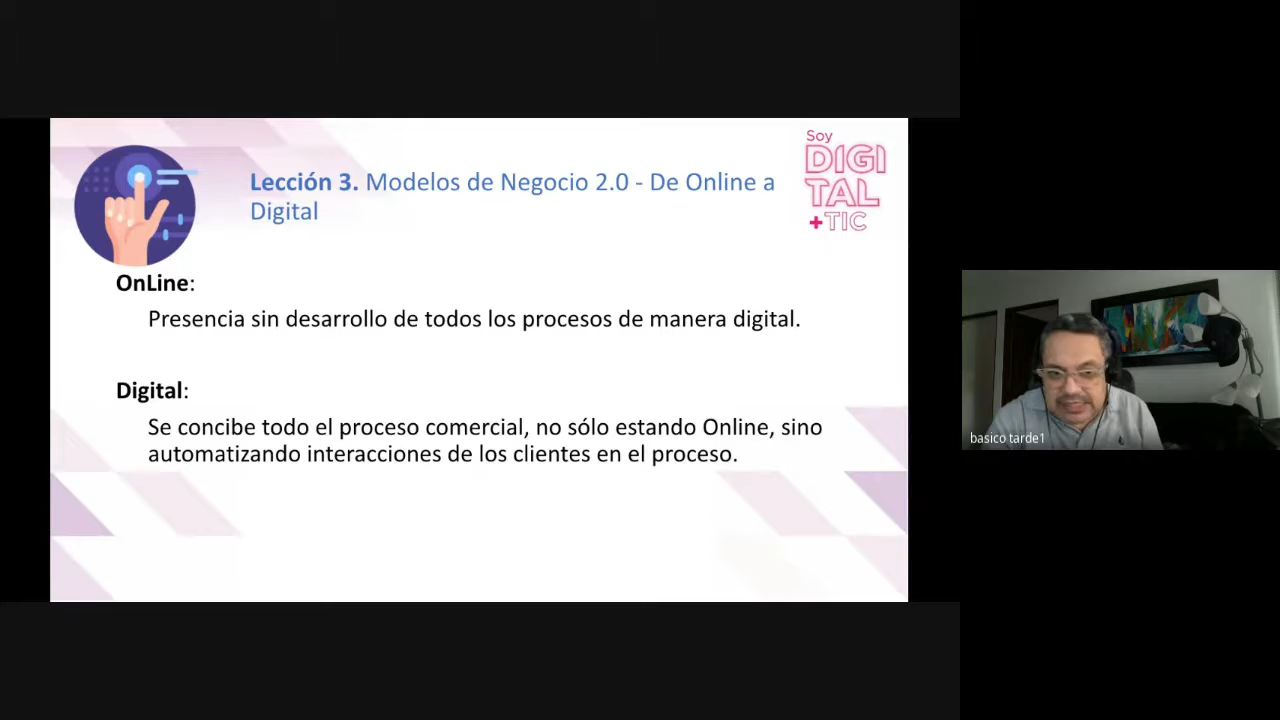 Soy
DIGI
TAL
+TIC
Lección 3. Modelos de Negocio 2.0 - De Online a
Digital
OnLine:
Presencia sin desarrollo de todos los procesos de manera digital.
Digital:
Se concibe todo el proceso comercial, no sólo estando Online, sino
automatizando interacciones de los clientes en el proceso.
basico tarde1